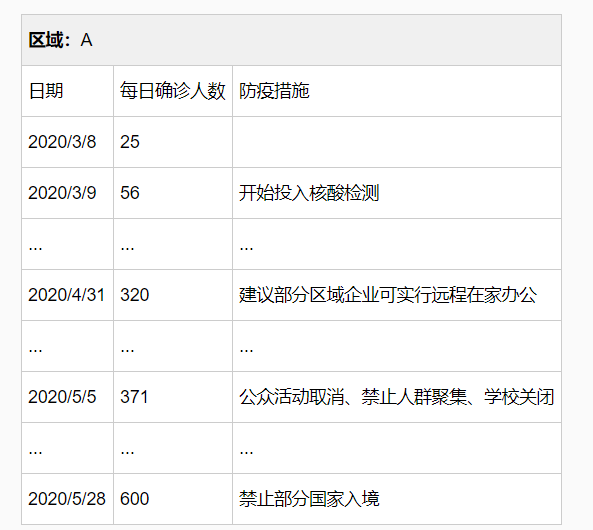 区域：A
日期 每日确诊人数 防疫措施
2020/3/8 25
2020/3/9 56 开始投入核酸检测
... ... ...
2020/4/31 320 建议部分区域企业可实行远程在家办公
... ... ...
2020/5/5 371 公众活动取消、禁止人群聚集、学校关闭
... ... ...
2020/5/28 600 禁止部分国家入境